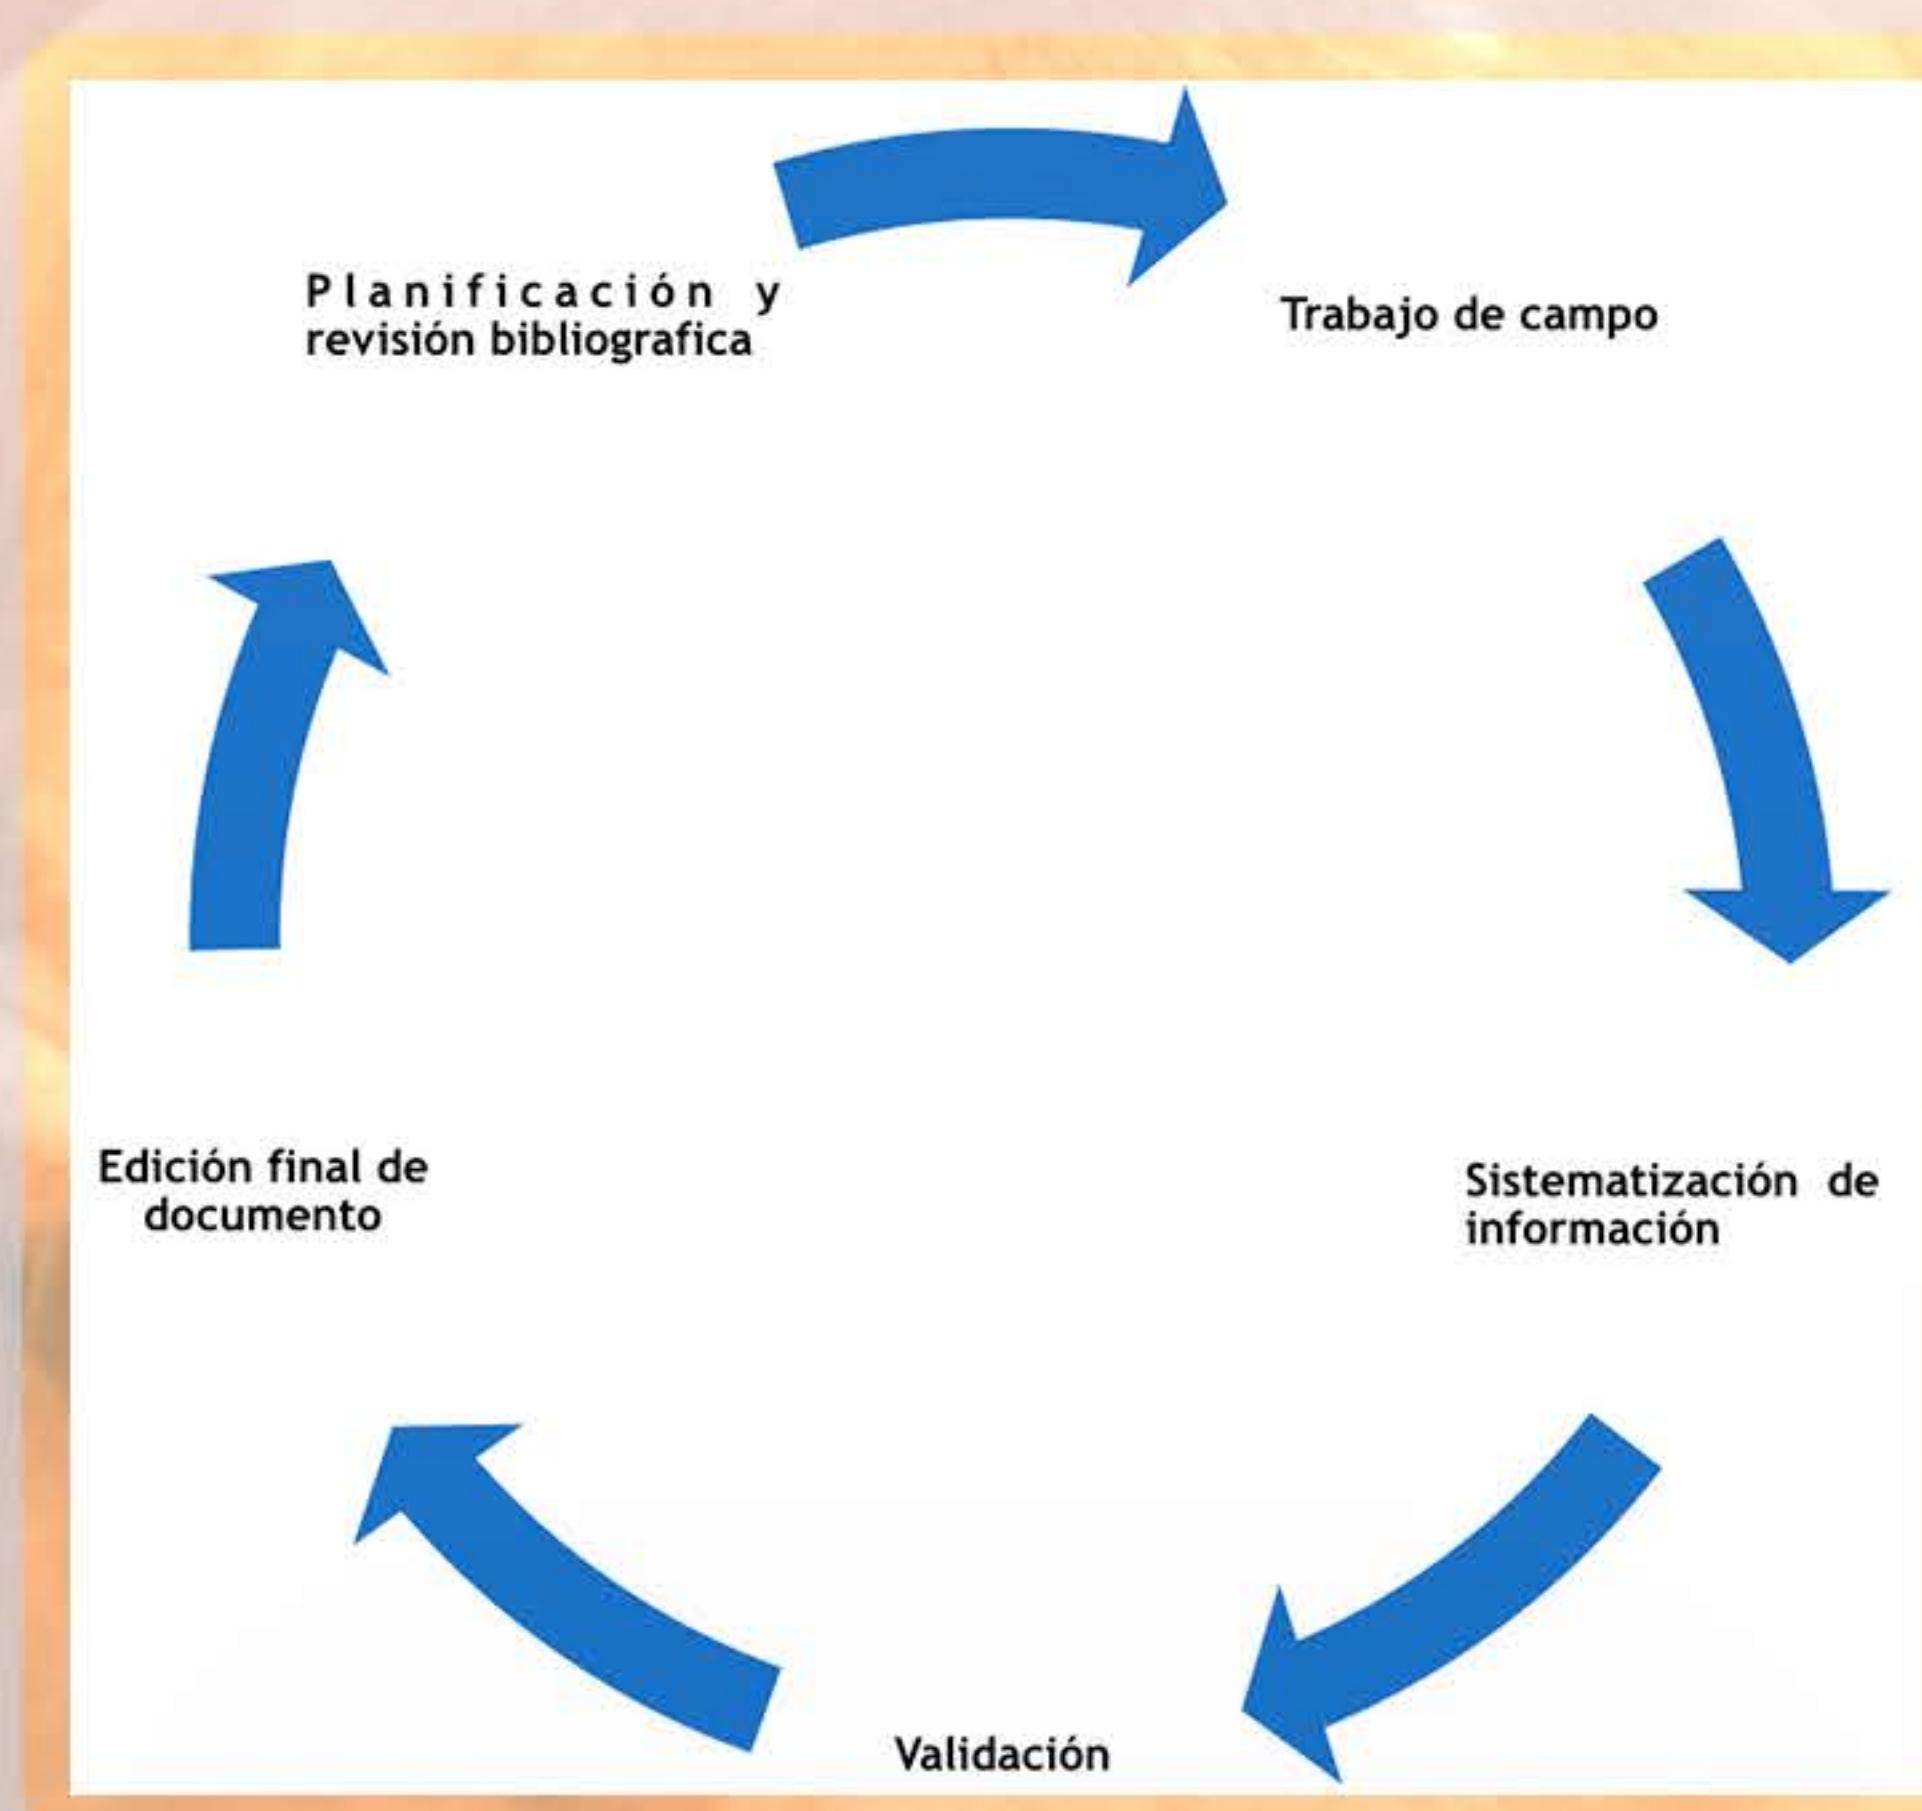 Planificación y
revisión bibliografica
Trabajo de campo
Sistematización de
información
Validación
Edición final de
documento